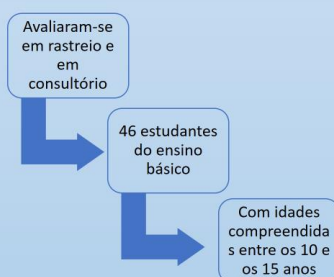 Avaliaram-se
em rastreio e
em
consultório
46 estudantes
do ensino
básico
Com idades
compreendida
s entre os 10 e
os 15 anos